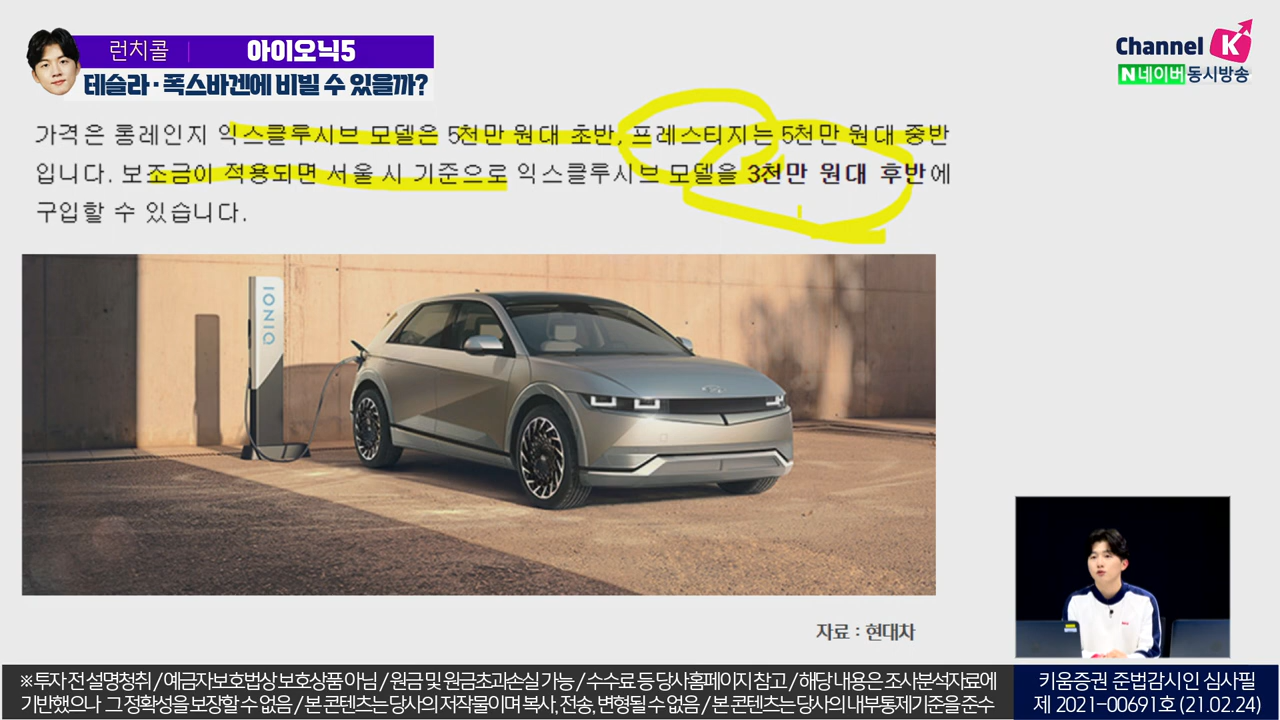 런치콜 | 아이오닉5
테슬라·폭스바겐에 비빌 수 있을까?
Channel K
N 네이버 동시방송
가격은 롱레인지 익스클루시브 모델은 5천만 원대 초반, 프레스티지는 5천만 원대 중반
입니다. 보조금이 적용되면 서울 시 기준으로 익스클루시브 모델을 3천만 원대 후반에
구입할 수 있습니다.
IONIQ
자료 : 현대차
※ 투자 전 설명청취 / 예금자보호법상 보호상품 아님 / 원금 및 원금초과손실 가능 / 수수료 등 당사홈페이지 참고 / 해당 내용은 조사분석자료에
기반했으나 그 정확성을 보장할 수 없음 / 본 콘텐츠는 당사의 저작물이며 복사, 전송, 변형될 수 없음 / 본 콘텐츠는 당사의 내부통제기준을 준수
키움증권 준법감시인 심사필
제 2021-00691호 (21.02.24)